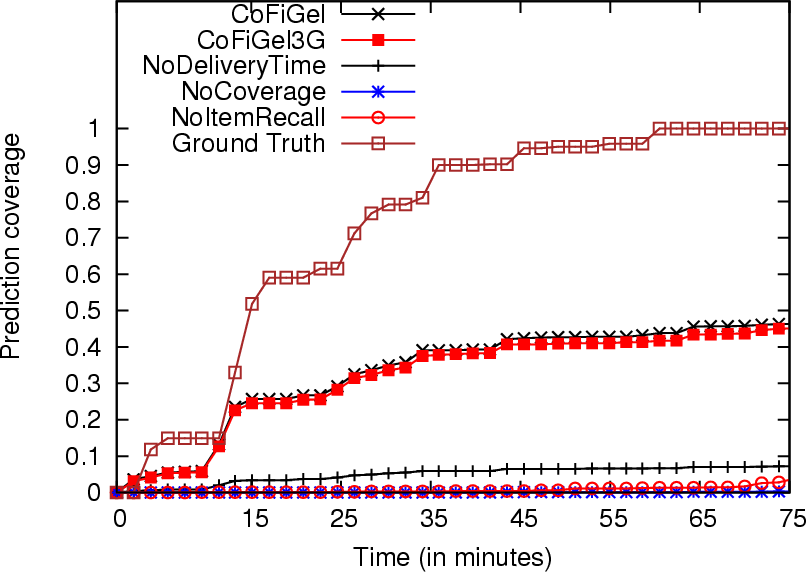 CoFiGel
CoFiGel3G
NoDeliveryTime
NoCoverage
NoItemRecall
Ground Truth
Prediction coverage
1
0.9
0.8
0.7
0.6
0.5
0.4
0.3
0.2
0.1
0
0 15 25 35 45 55 65 75
Time (in minutes)